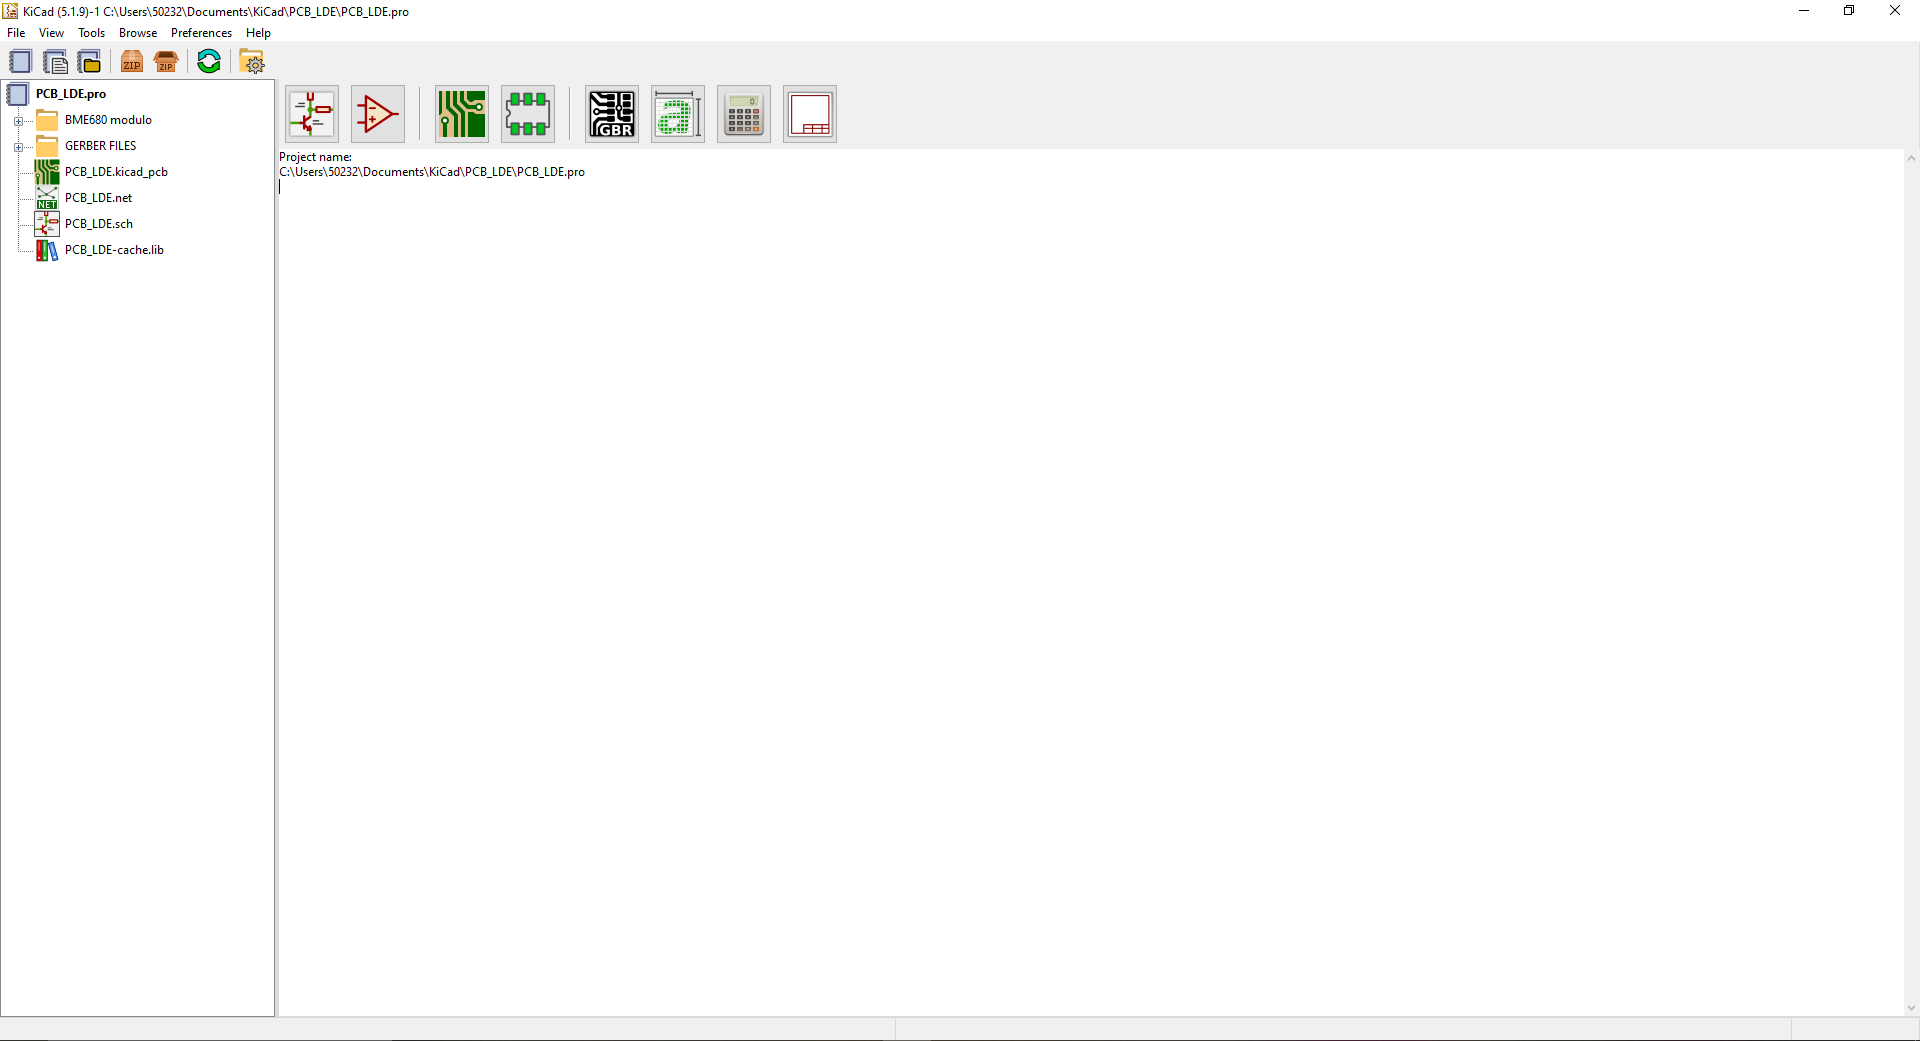 KiCad (5.1.9)-1 C:\Users\50232\Documents\KiCad\PCB_LDE\PCB_LDE.pro
File View Tools Browse Preferences Help
ZIP ZIP
PCB_LDE.pro
BME680 modulo
GERBER FILES
PCB_LDE.kicad_pcb
NET
PCB_LDE.net
PCB_LDE.sch
PCB_LDE-cache.lib
GBR
a
0.
Project name:
C:\Users\50232\Documents\KiCad\PCB_LDE\PCB_LDE.pro